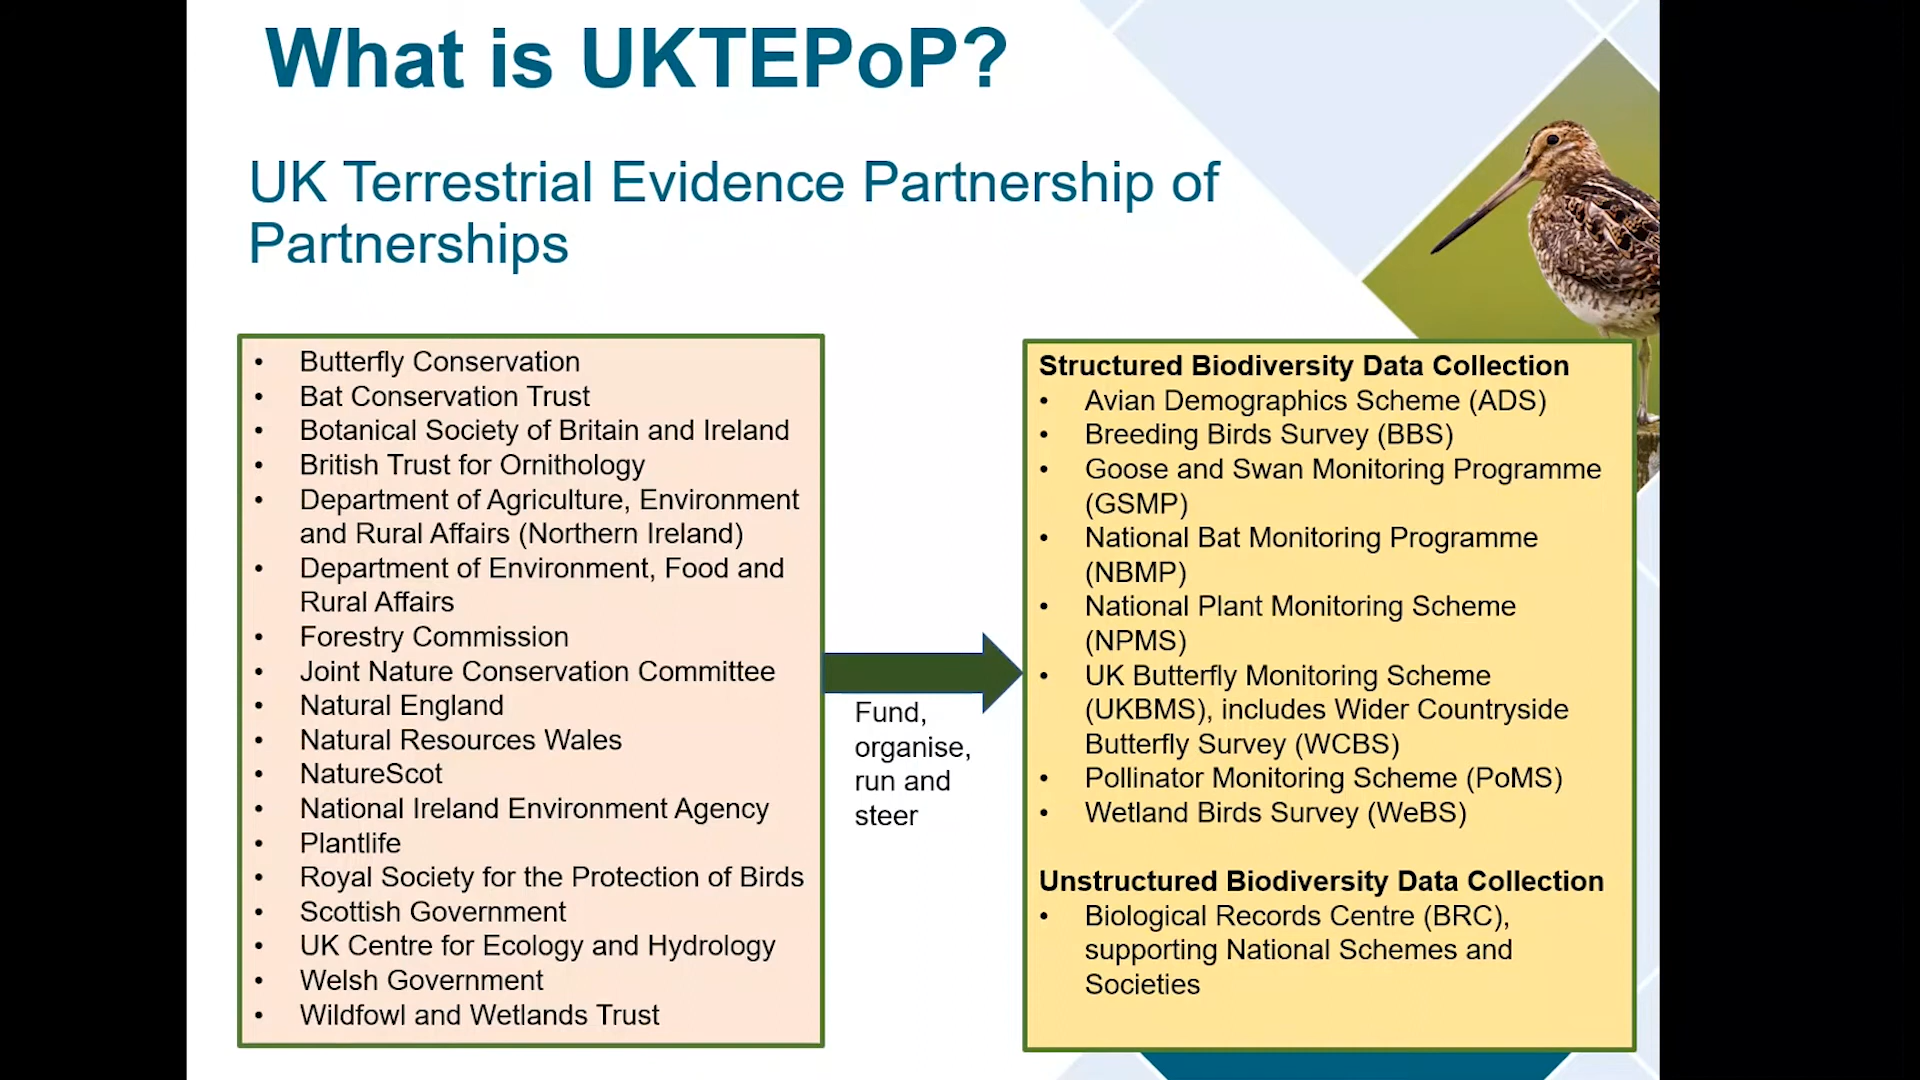 What is UKTEPoP?
UK Terrestrial Evidence Partnership of
Partnerships
• Butterfly Conservation
• Bat Conservation Trust
• Botanical Society of Britain and Ireland
• British Trust for Ornithology
• Department of Agriculture, Environment
and Rural Affairs (Northern Ireland)
• Department of Environment, Food and
Rural Affairs
• Forestry Commission
• Joint Nature Conservation Committee
• Natural England
• Natural Resources Wales
• NatureScot
• National Ireland Environment Agency
• Plantlife
• Royal Society for the Protection of Birds
• Scottish Government
• UK Centre for Ecology and Hydrology
• Welsh Government
• Wildfowl and Wetlands Trust
Fund,
organise,
run and
steer
Structured Biodiversity Data Collection
• Avian Demographics Scheme (ADS)
• Breeding Birds Survey (BBS)
• Goose and Swan Monitoring Programme
(GSMP)
• National Bat Monitoring Programme
(NBMP)
• National Plant Monitoring Scheme
(NPMS)
• UK Butterfly Monitoring Scheme
(UKBMS), includes Wider Countryside
Butterfly Survey (WCBS)
• Pollinator Monitoring Scheme (PoMS)
• Wetland Birds Survey (WeBS)
Unstructured Biodiversity Data Collection
• Biological Records Centre (BRC),
supporting National Schemes and
Societies